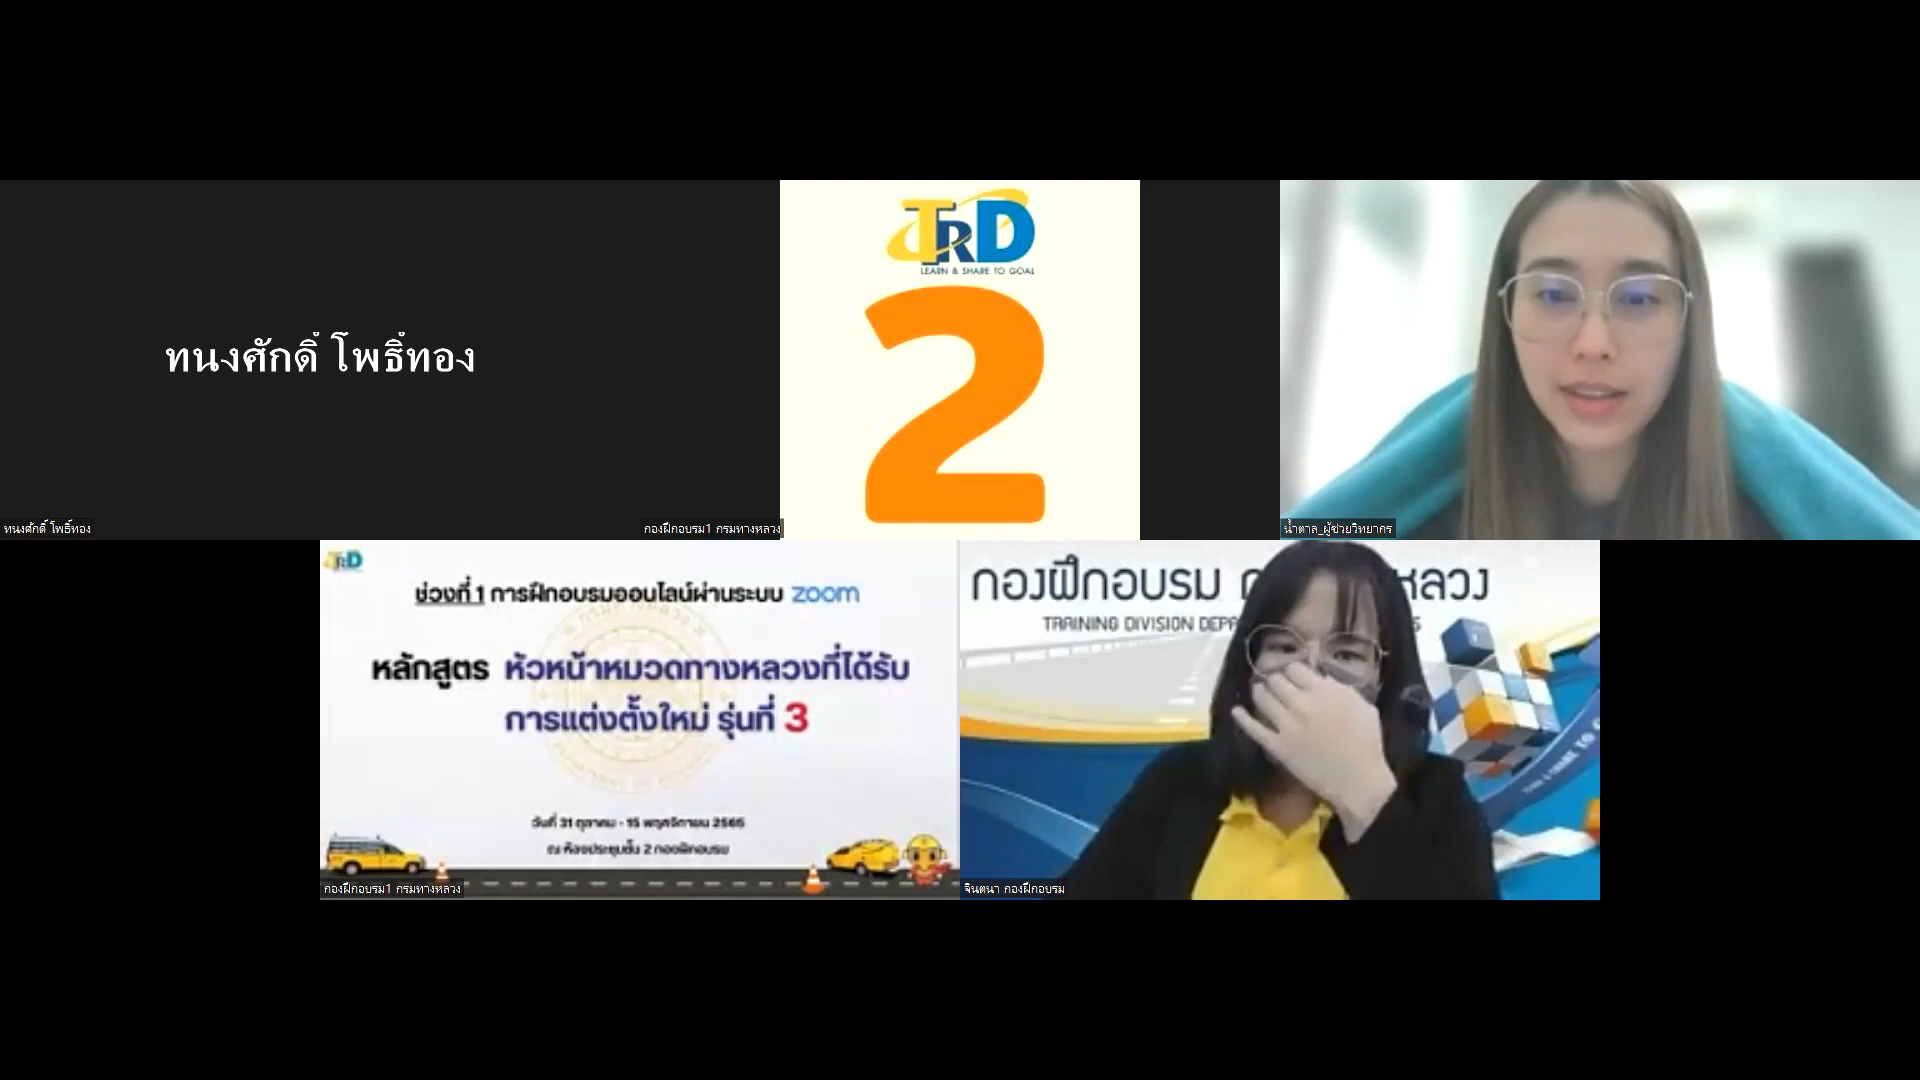 ทนงศักดิ์ โพธิ์ทอง
ทนงศักดิ์ โพธิ์ทอง
TRD
LEARN & SHARE TO GOAL
2
กองฝึกอบรม1 กรมทางหลวง
น้ำตาล_ผู้ช่วยวิทยากร
TRD
ช่วงที่ 1 การฝึกอบรมออนไลน์ผ่านระบบ zoom
หลักสูตร หัวหน้าหมวดทางหลวงที่ได้รับ
การแต่งตั้งใหม่ รุ่นที่ 3
วันที่ 31 ตุลาคม - 15 พฤศจิกายน 2565
ณ ห้องประชุมชั้น 2 กองฝึกอบรม
กองฝึกอบรม1 กรมทางหลวง
กองฝึกอบรม ก หลวง
TRAINING DIVISION DEPA S
จินตนา กองฝึกอบรม